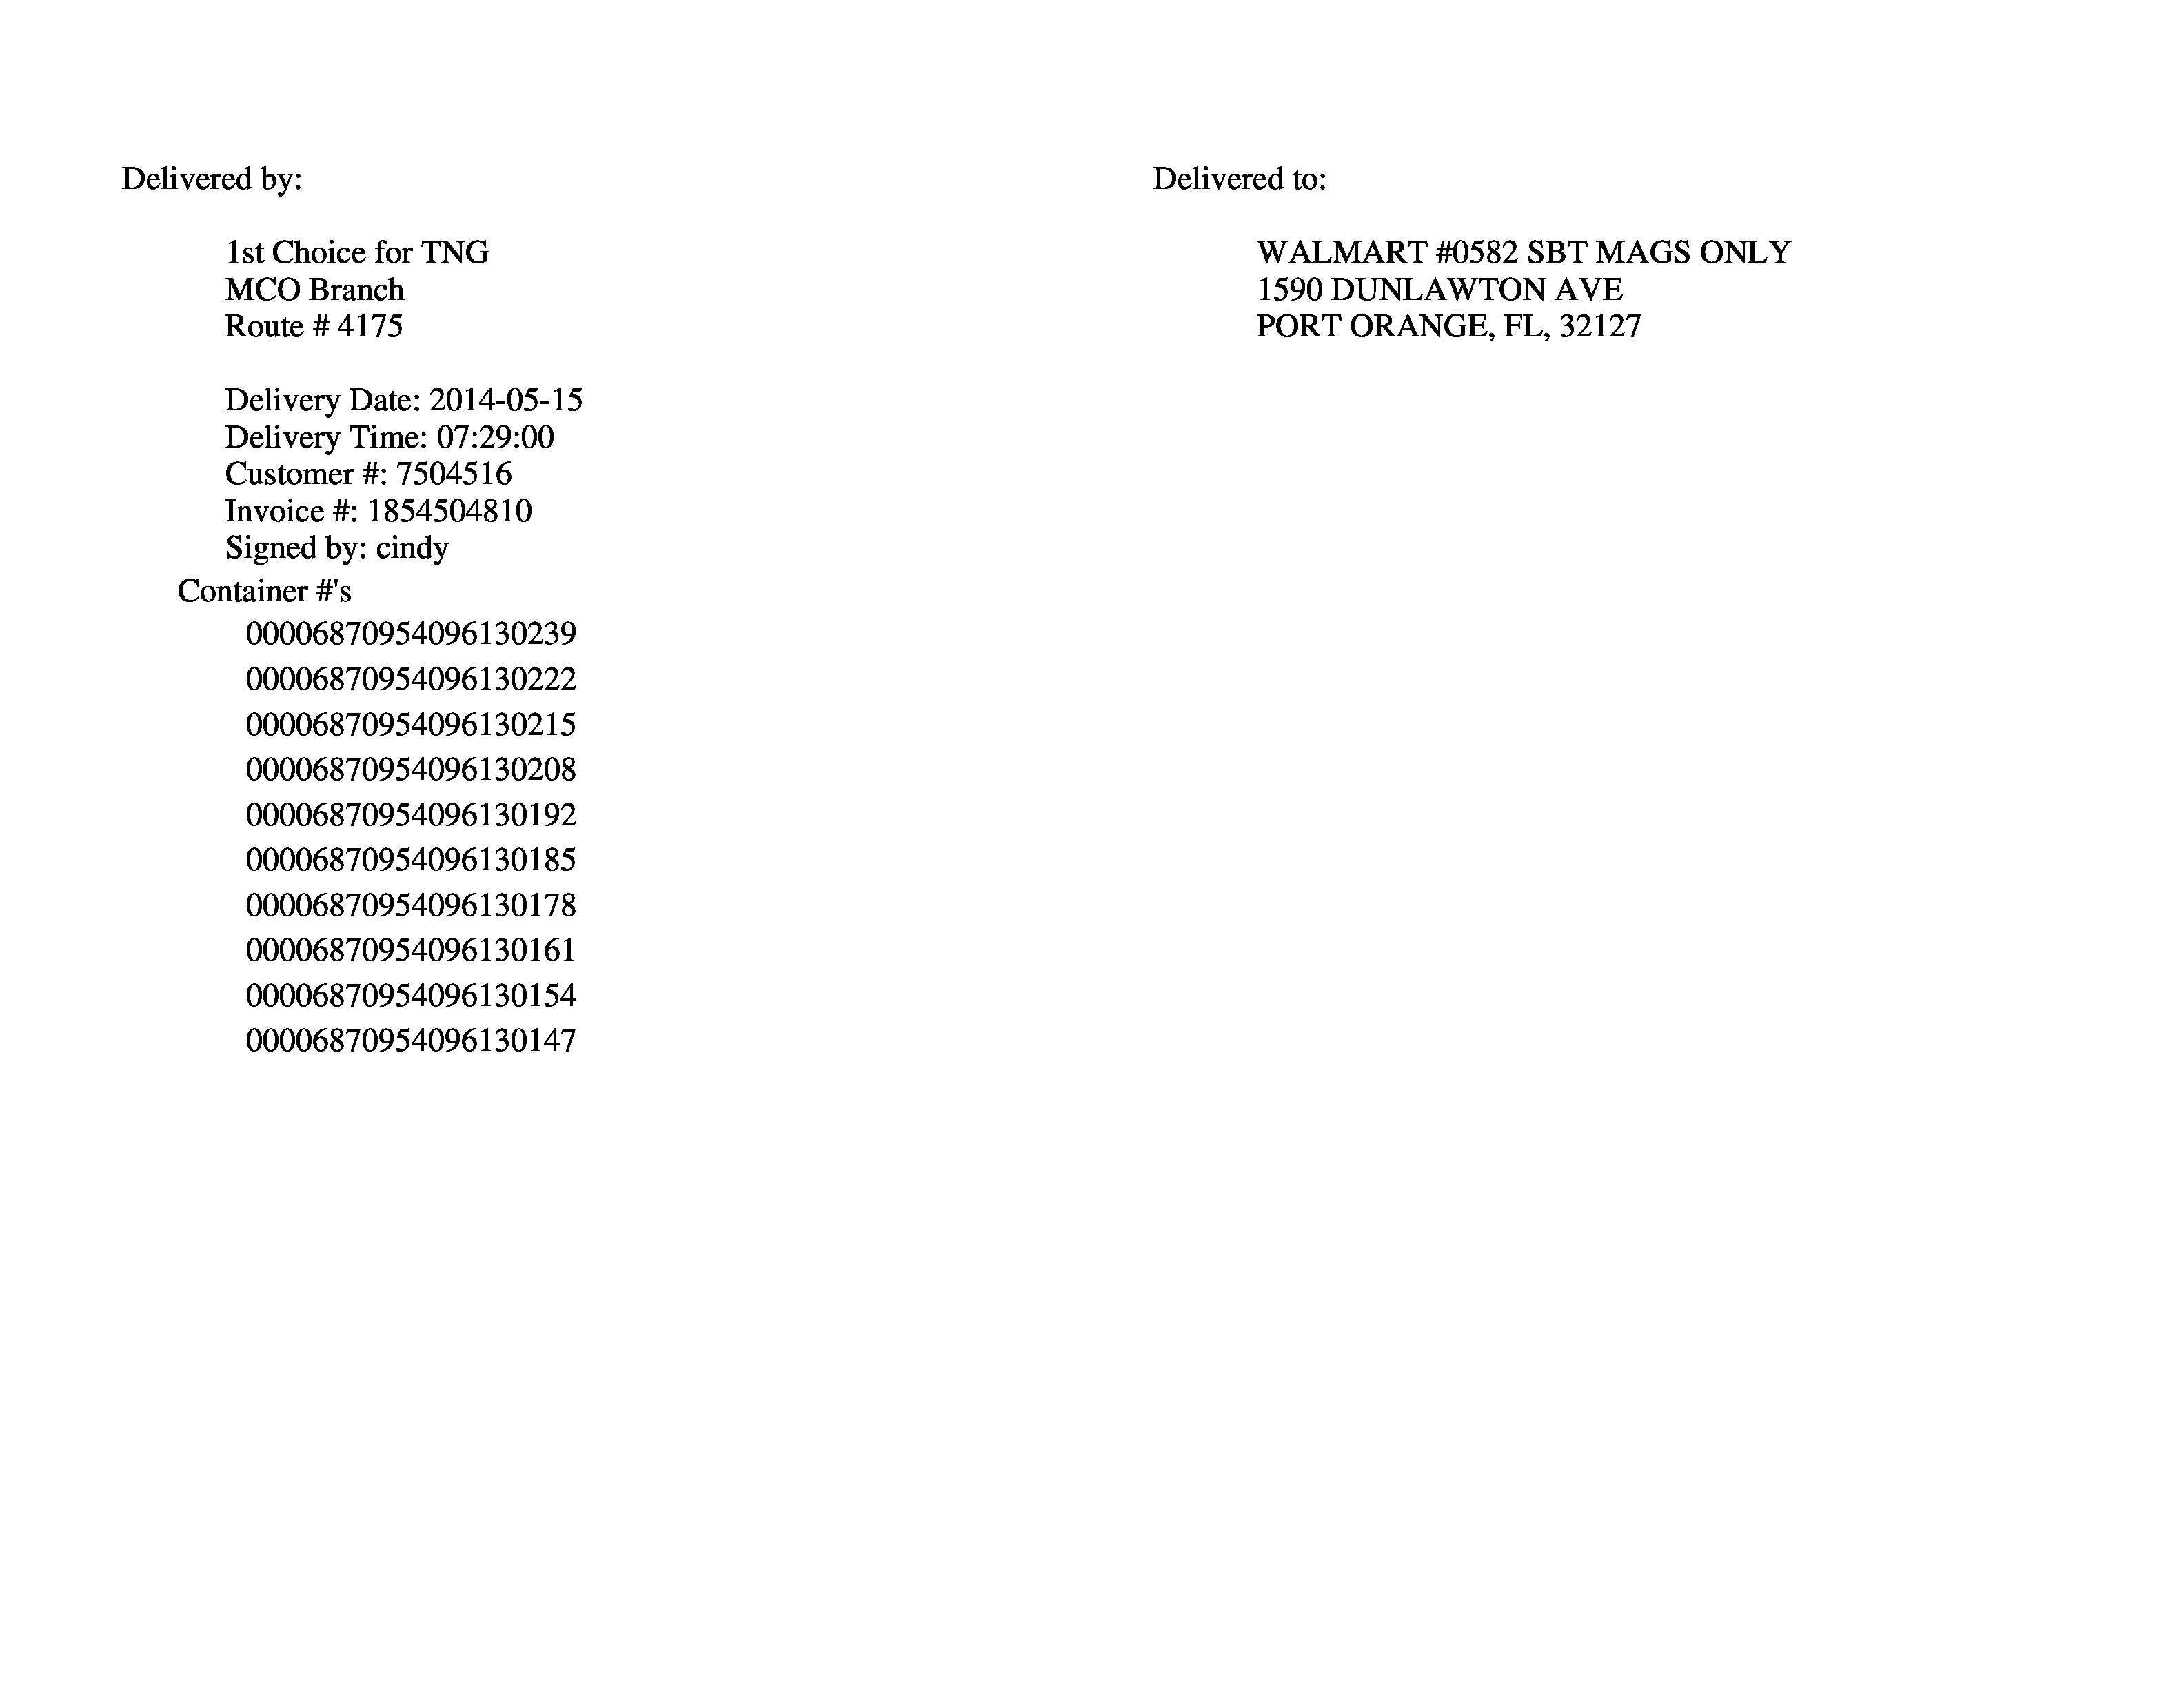 Delivered by:
1st Choice for TNG
MCO Branch
Route # 4175
Delivery Date: 2014-05-15
Delivery Time: 07:29:00
Customer #: 7504516
Invoice #: 1854504810
Signed by: cindy
Container #'s
00006870954096130239
00006870954096130222
00006870954096130215
00006870954096130208
00006870954096130192
00006870954096130185
00006870954096130178
00006870954096130161
00006870954096130154
00006870954096130147
Delivered to:
WALMART #0582 SBT MAGS ONLY
1590 DUNLAWTON AVE
PORT ORANGE, FL, 32127